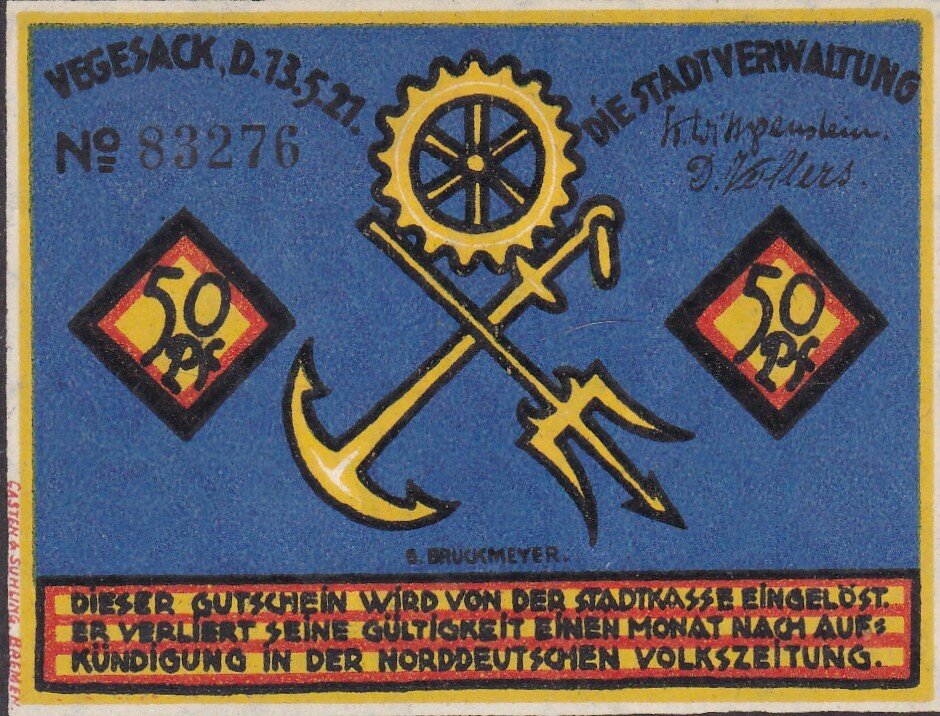 VEGESACK, D. 13.5.21.
DIE STADTVERWALTUNG
No 83276
D. Vollers.
50
Pf
50
Pf
G. BRUCKMEYER.
DIESER GUTSCHEIN WIRD VON DER STADTKASSE EINGELÖST.
ER VERLIERT SEINE GÜLTIGKEIT EINEN MONAT NACH AUF=
KÜNDIGUNG IN DER NORDDEUTSCHEN VOLKSZEITUNG.
CASTEN & SUHLING BREMEN.